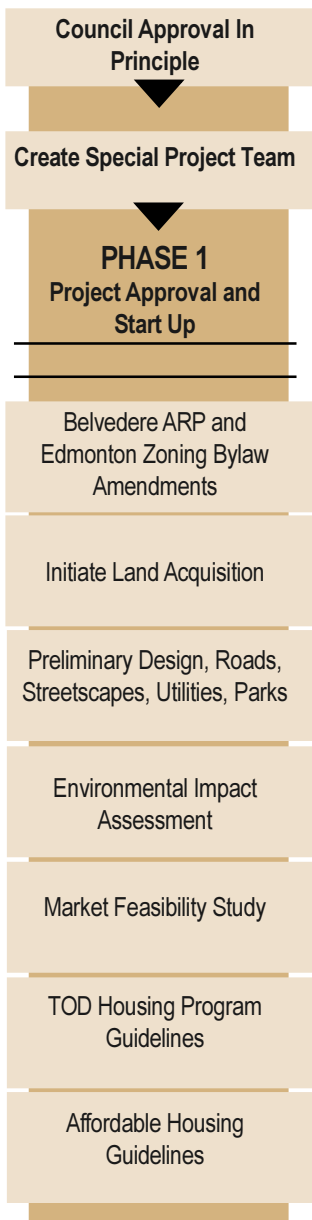 Council Approval In
Principle
Create Special Project Team
PHASE 1
Project Approval and
Start Up
Belvedere ARP and
Edmonton Zoning Bylaw
Amendments
Initiate Land Acquisition
Preliminary Design, Roads,
Streetscapes, Utilities, Parks
Environmental Impact
Assessment
Market Feasibility Study
TOD Housing Program
Guidelines
Affordable Housing
Guidelines